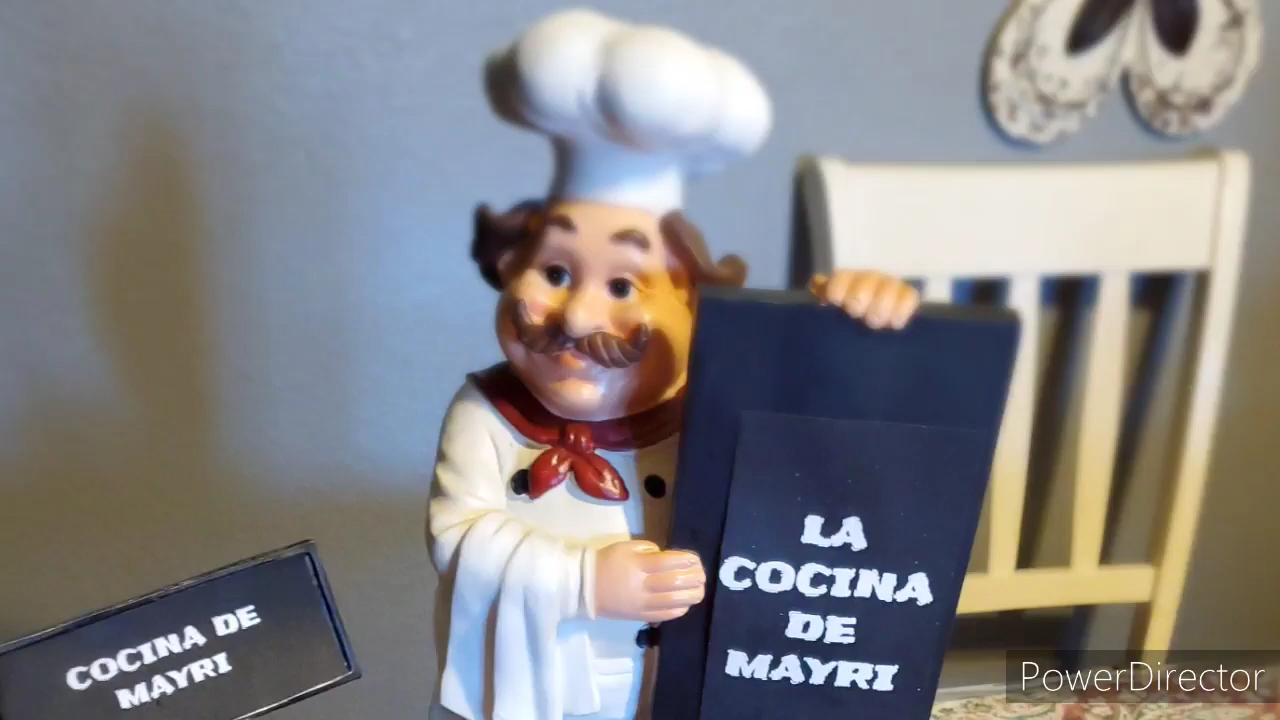 LA
COCINA
DE
MAYRI
COCINA DE
MAYRI
PowerDirector